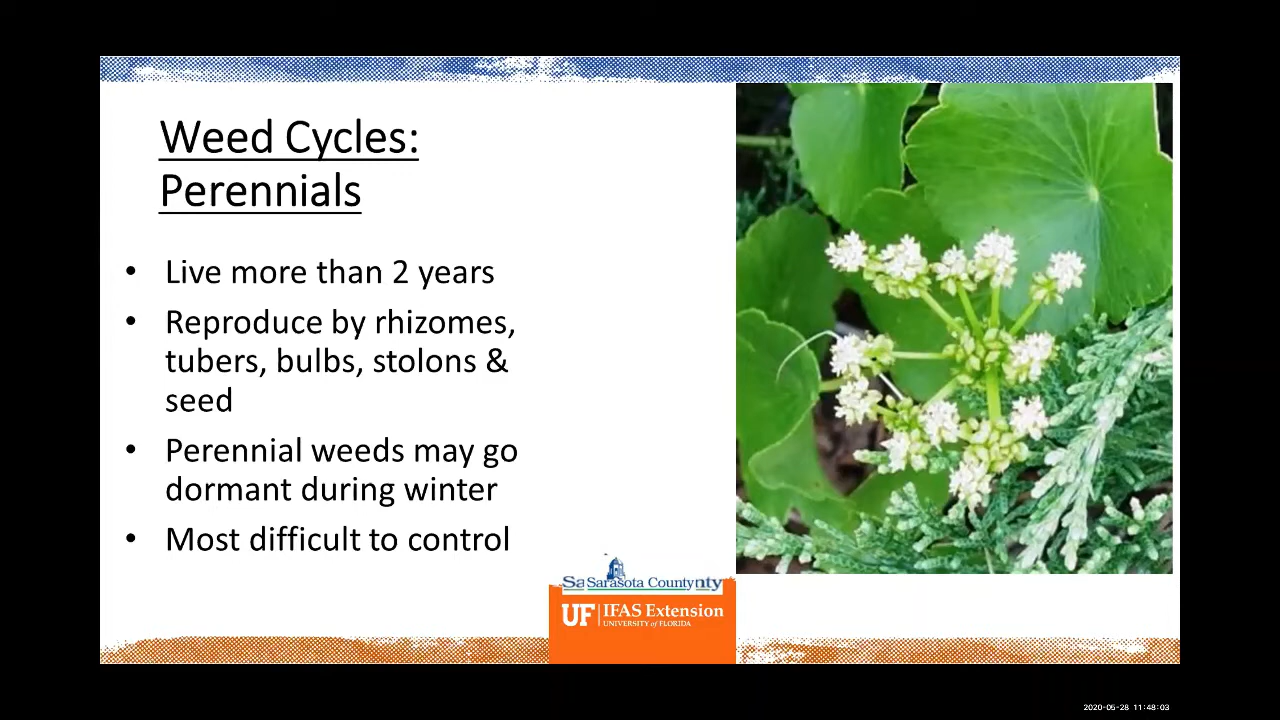 Weed Cycles:
Perennials
• Live more than 2 years
• Reproduce by rhizomes,
tubers, bulbs, stolons &
seed
• Perennial weeds may go
dormant during winter
• Most difficult to control
Sarasota County
UF IFAS Extension
UNIVERSITY of FLORIDA
2020-05-28 11:48:03